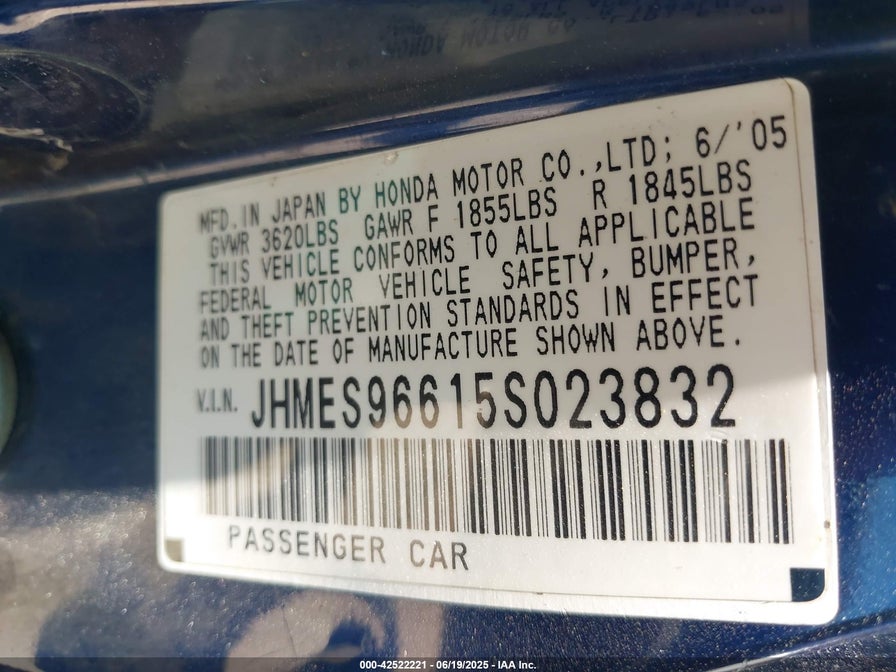 MFD.IN JAPAN BY HONDA MOTOR CO.,LTD; 6/'05
GVWR 3620LBS GAWR F 1855LBS R 1845LBS
THIS VEHICLE CONFORMS TO ALL APPLICABLE
FEDERAL MOTOR VEHICLE SAFETY, BUMPER,
AND THEFT PREVENTION STANDARDS IN EFFECT
ON THE DATE OF MANUFACTURE SHOWN ABOVE.
V.I.N. JHMES96615S023832
PASSENGER CAR
000-42522221 - 06/19/2025 - IAA Inc.